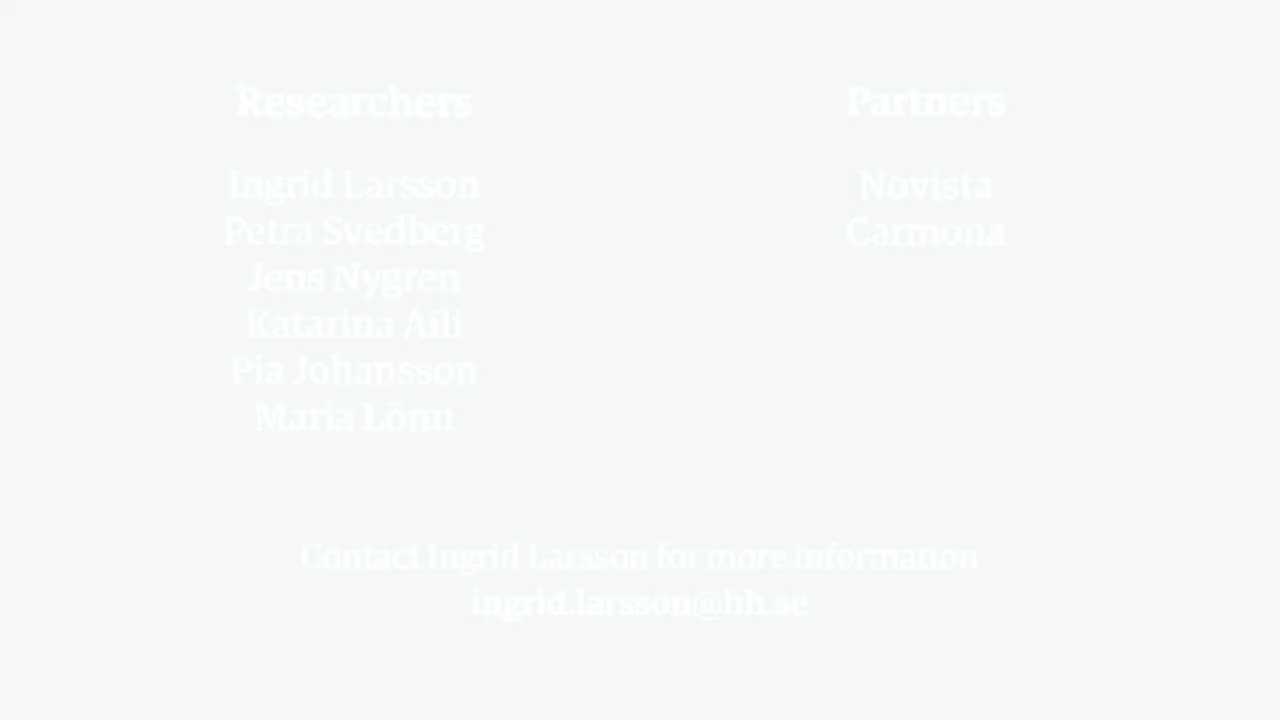 Researchers
Ingrid Larsson
Petra Svedberg
Jens Nygren
Katarina Aili
Pia Johansson
Maria Lönn
Partners
Novista
Carmona
Contact Ingrid Larsson for more information
ingrid.larsson@hh.se